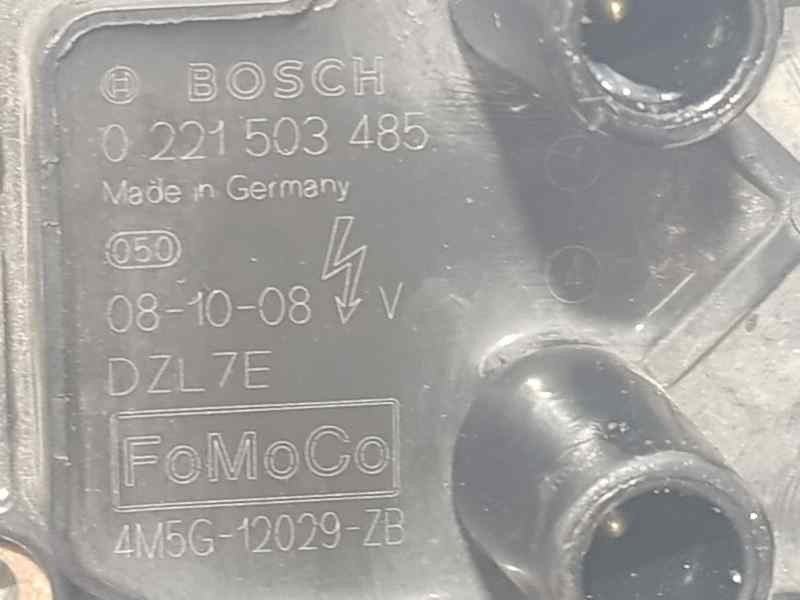 BOSCH
0 221 503 485
Made in Germany
050
08-10-08 V
DZL7E
FoMoCo
4M5G-12029-ZB